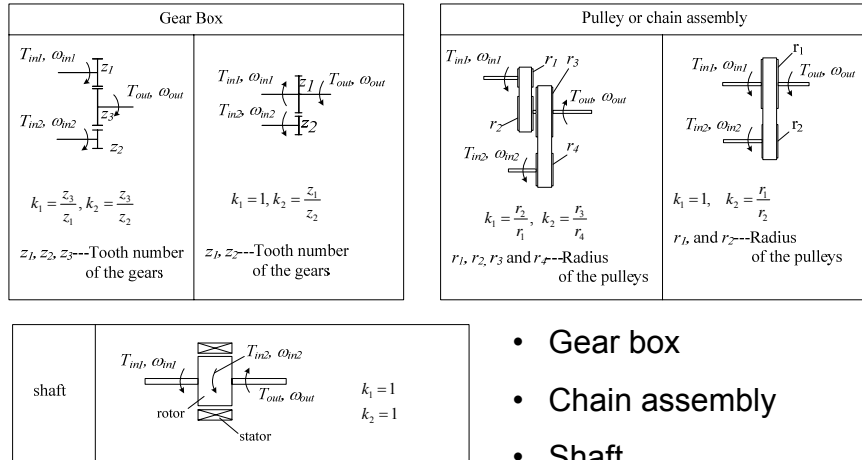 Gear Box
T_in1, ω_in1
z_1
T_out, ω_out
z_3
T_in2, ω_in2
z_2
k_1 = z_3/z_1, k_2 = z_3/z_2
z_1, z_2, z_3---Tooth number
of the gears
T_in1, ω_in1
z_1
T_out, ω_out
T_in2, ω_in2
z_2
k_1 = 1, k_2 = z_1/z_2
z_1, z_2---Tooth number
of the gears
Pulley or chain assembly
T_in1, ω_in1
r_1
r_3
T_out, ω_out
r_2
T_in2, ω_in2
r_4
k_1 = r_2/r_1, k_2 = r_3/r_4
r_1, r_2, r_3 and r_4---Radius
of the pulleys
r_1
T_in1, ω_in1
T_out, ω_out
T_in2, ω_in2
r_2
k_1 = 1, k_2 = r_1/r_2
r_1, and r_2---Radius
of the pulleys
shaft
T_in1, ω_in1
T_in2, ω_in2
T_out, ω_out
rotor
stator
k_1 = 1
k_2 = 1
• Gear box
• Chain assembly
• Shaft